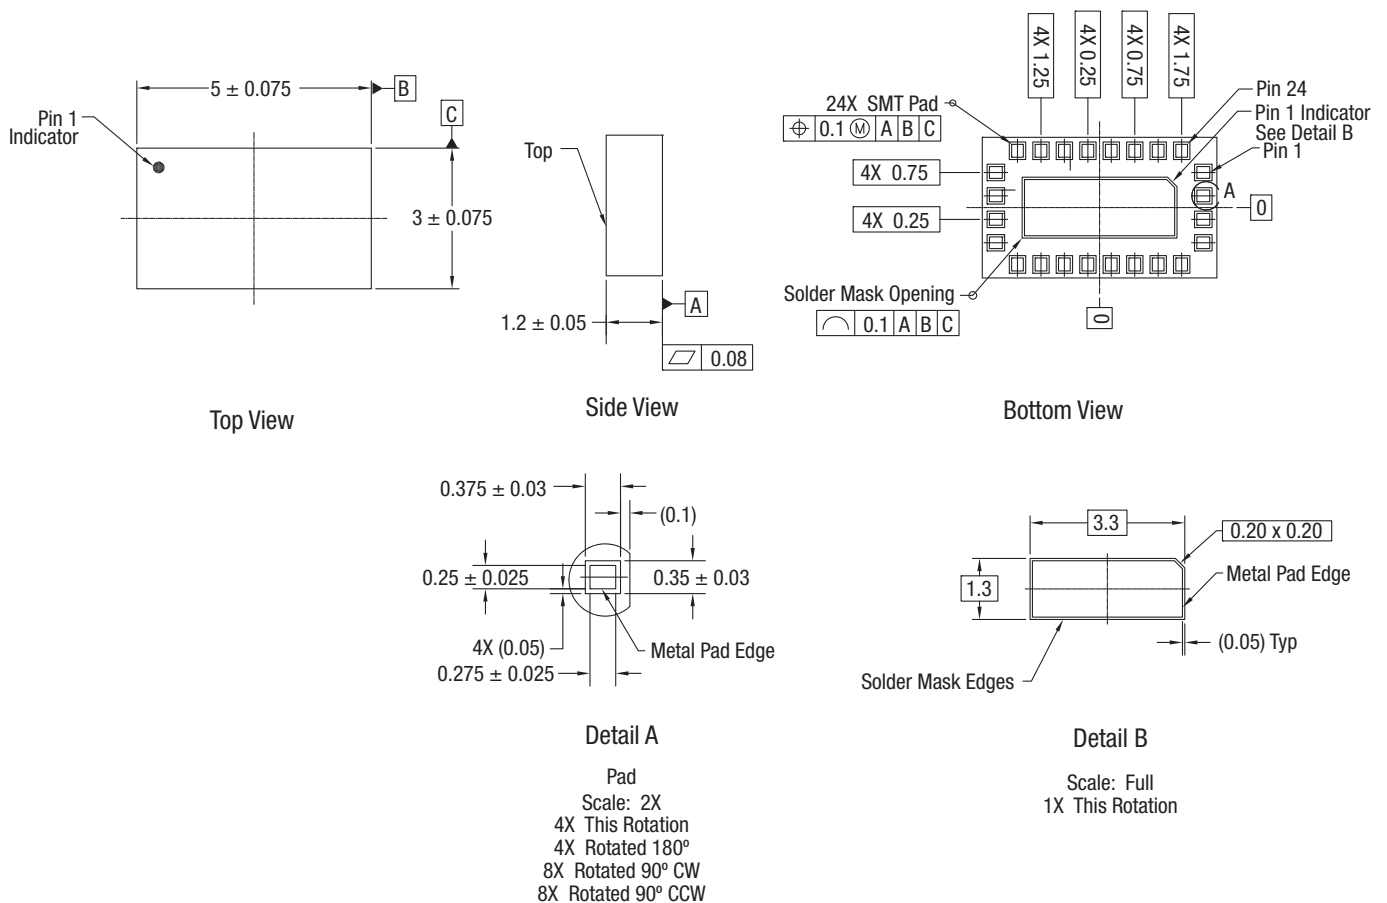 5 ± 0.075
B
C
Pin 1
Indicator
3 ± 0.075
Top View
Top
1.2 ± 0.05
A
0.08
Side View
4X 1.25
4X 0.25
4X 0.75
4X 1.75
24X SMT Pad
0.1 Ⓜ A B C
Pin 24
Pin 1 Indicator
See Detail B
Pin 1
4X 0.75
A
4X 0.25
0
Solder Mask Opening
0.1 A B C
0
Bottom View
0.375 ± 0.03
(0.1)
0.25 ± 0.025
0.35 ± 0.03
4X (0.05)
Metal Pad Edge
0.275 ± 0.025
Detail A
Pad
Scale: 2X
4X This Rotation
4X Rotated 180º
8X Rotated 90º CW
8X Rotated 90º CCW
3.3
0.20 x 0.20
1.3
Metal Pad Edge
(0.05) Typ
Solder Mask Edges
Detail B
Scale: Full
1X This Rotation